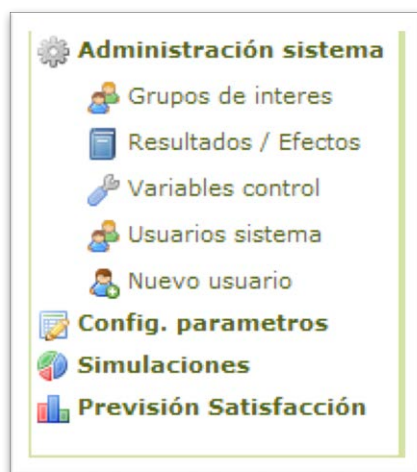 Administración sistema
Grupos de interes
Resultados / Efectos
Variables control
Usuarios sistema
Nuevo usuario
Config. parametros
Simulaciones
Previsión Satisfacción